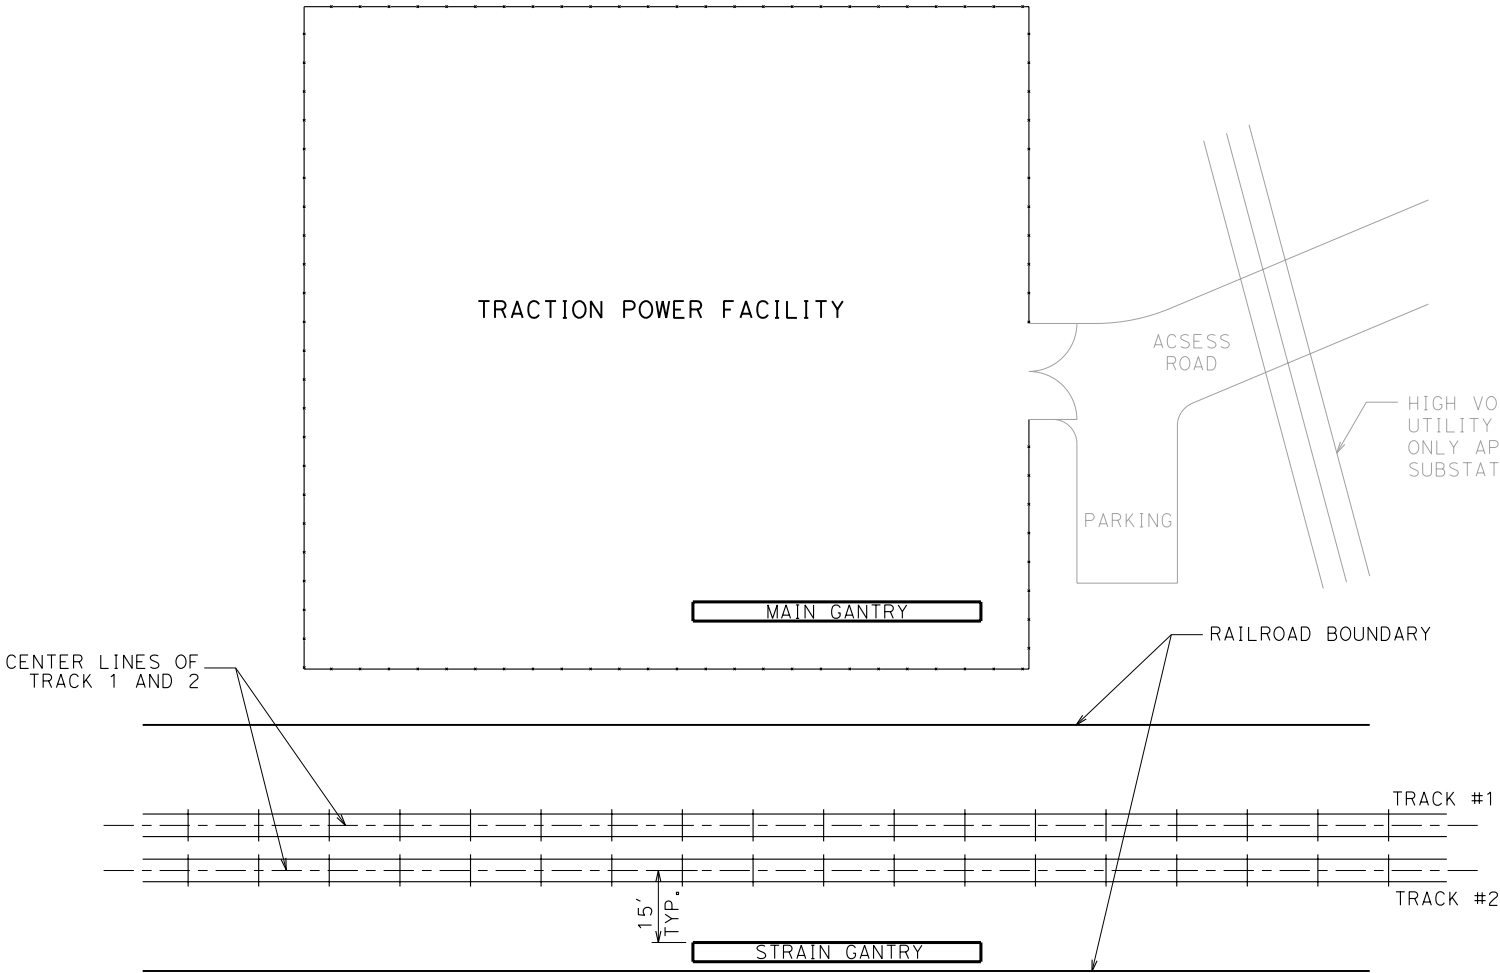 TRACTION POWER FACILITY
ACSESS
ROAD
HIGH VO
UTILITY
ONLY AP
SUBSTAT
PARKING
MAIN GANTRY
RAILROAD BOUNDARY
CENTER LINES OF
TRACK 1 AND 2
TRACK #1
TRACK #2
15'
TYP.
STRAIN GANTRY